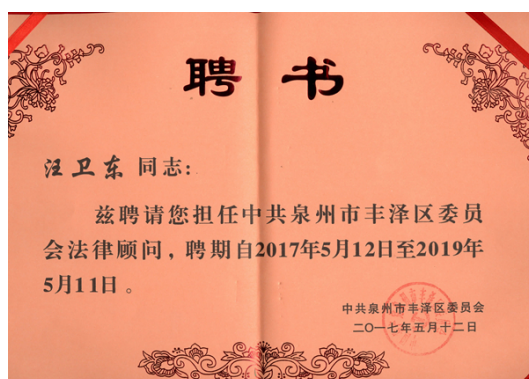 聘书
汪卫东同志：
兹聘请您担任中共泉州市丰泽区委员
会法律顾问，聘期自2017年5月12日至2019年
5月11日。
中共泉州市丰泽区委员会
二〇一七年五月十二日